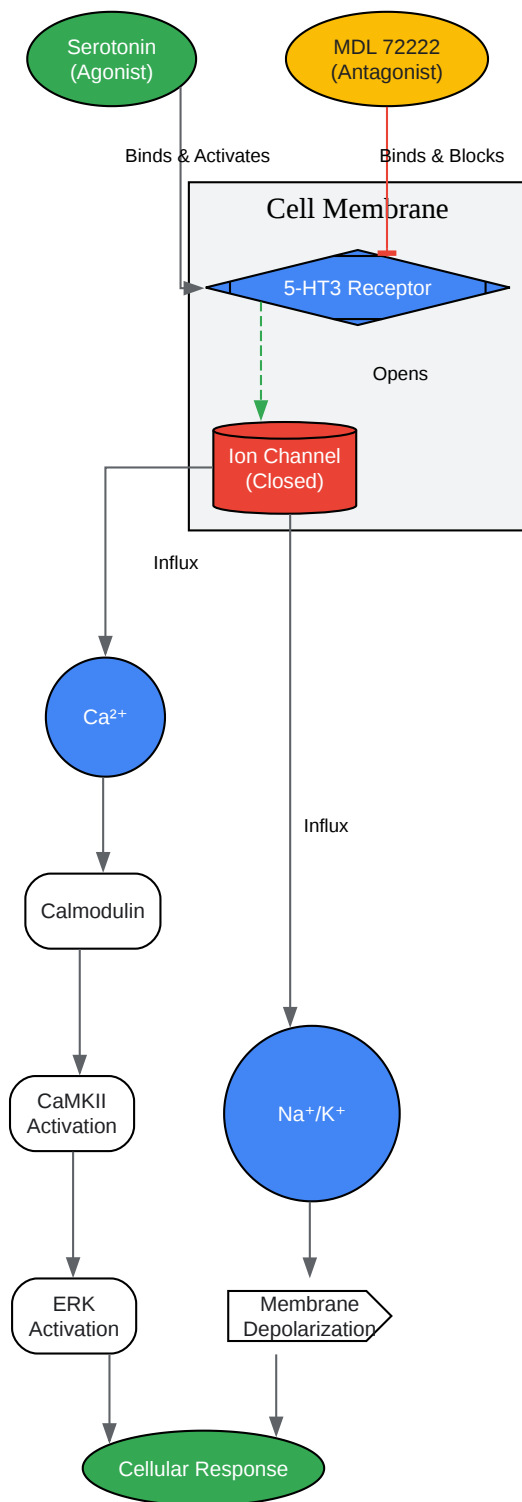 Serotonin
(Agonist)
MDL 72222
(Antagonist)
Binds & Activates
Binds & Blocks
Cell Membrane
5-HT3 Receptor
Opens
Ion Channel
(Closed)
Influx
Ca²⁺
Influx
Calmodulin
CaMKII
Activation
Na⁺/K⁺
ERK
Activation
Membrane
Depolarization
Cellular Response